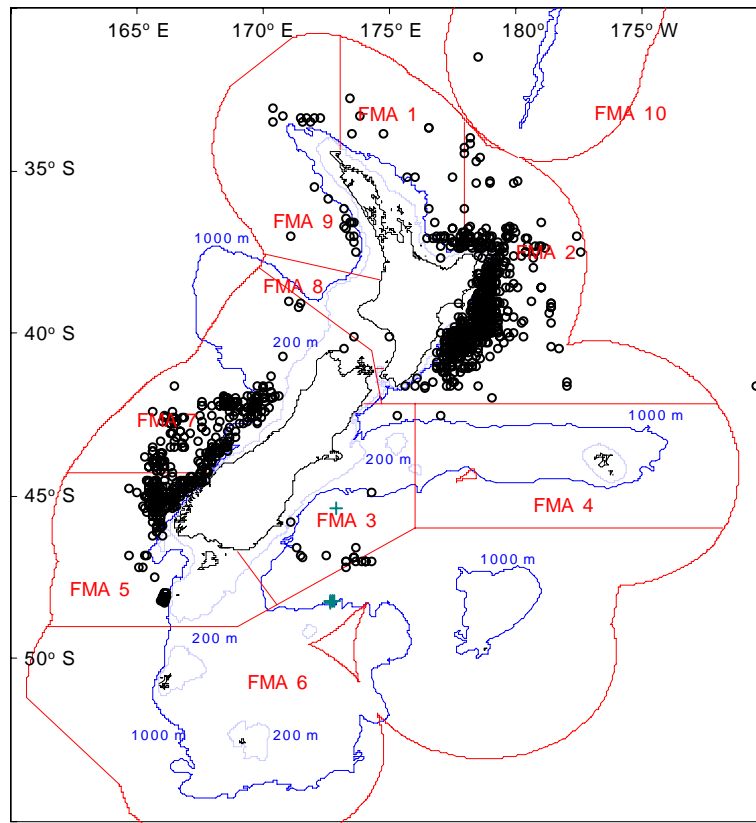 165° E 170° E 175° E 180° E 175° W
FMA 1
FMA 10
35° S
FMA 9
1000 m
FMA 2
FMA 8
40° S
200 m
FMA 7
1000 m
200 m
45° S
FMA 3
FMA 4
1000 m
FMA 5
200 m
50° S
FMA 6
1000 m
200 m